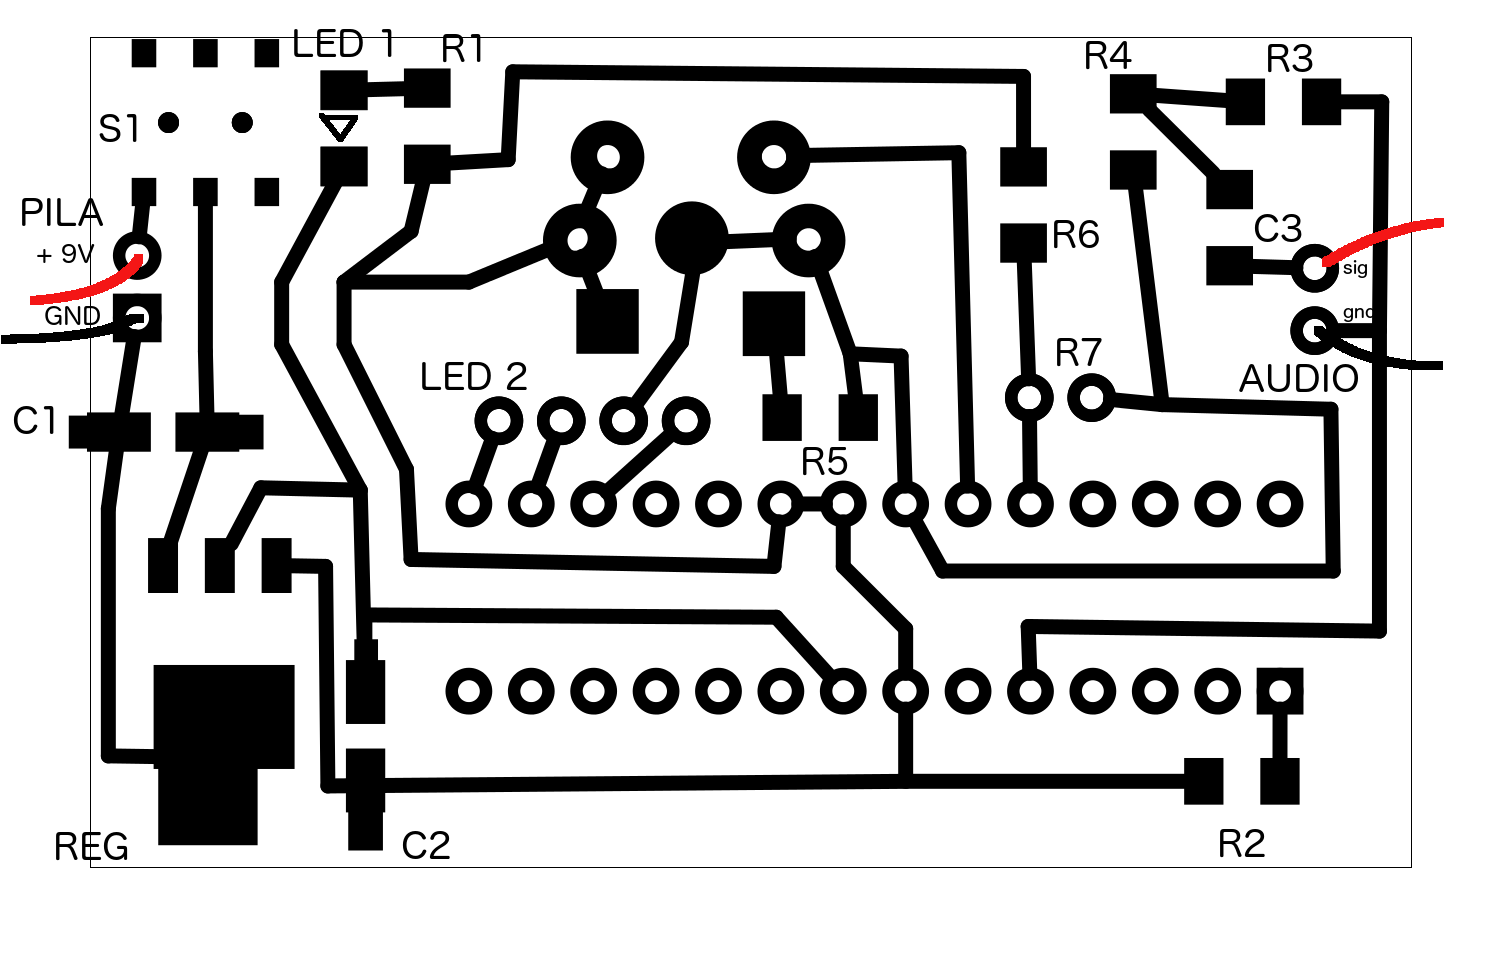 LED 1
R1
R4
R3
S1
PILA
+ 9V
GND
C3
R6
sig
gnd
R7
AUDIO
LED 2
C1
R5
REG
C2
R2